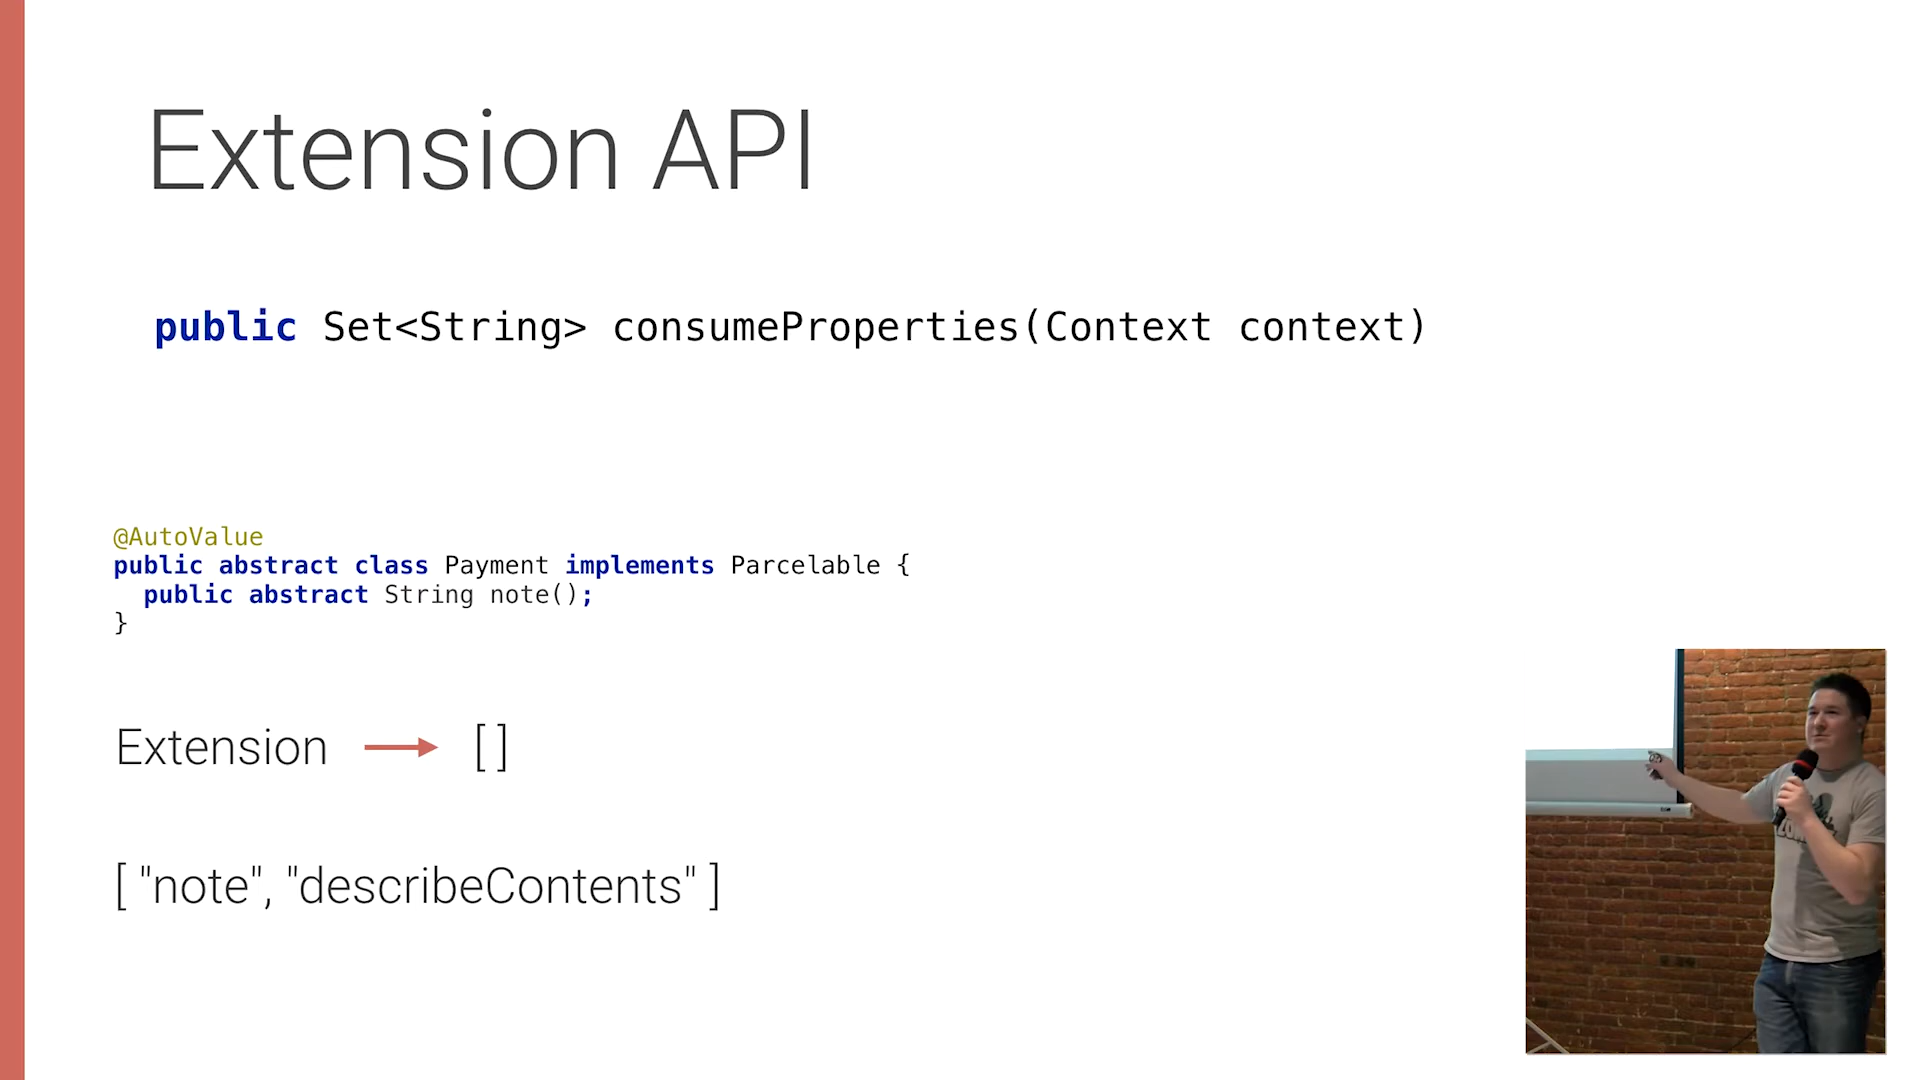 Extension API
public Set<String> consumeProperties(Context context)
@AutoValue
public abstract class Payment implements Parcelable {
  public abstract String note();
}
Extension → []
[ "note", "describeContents" ]